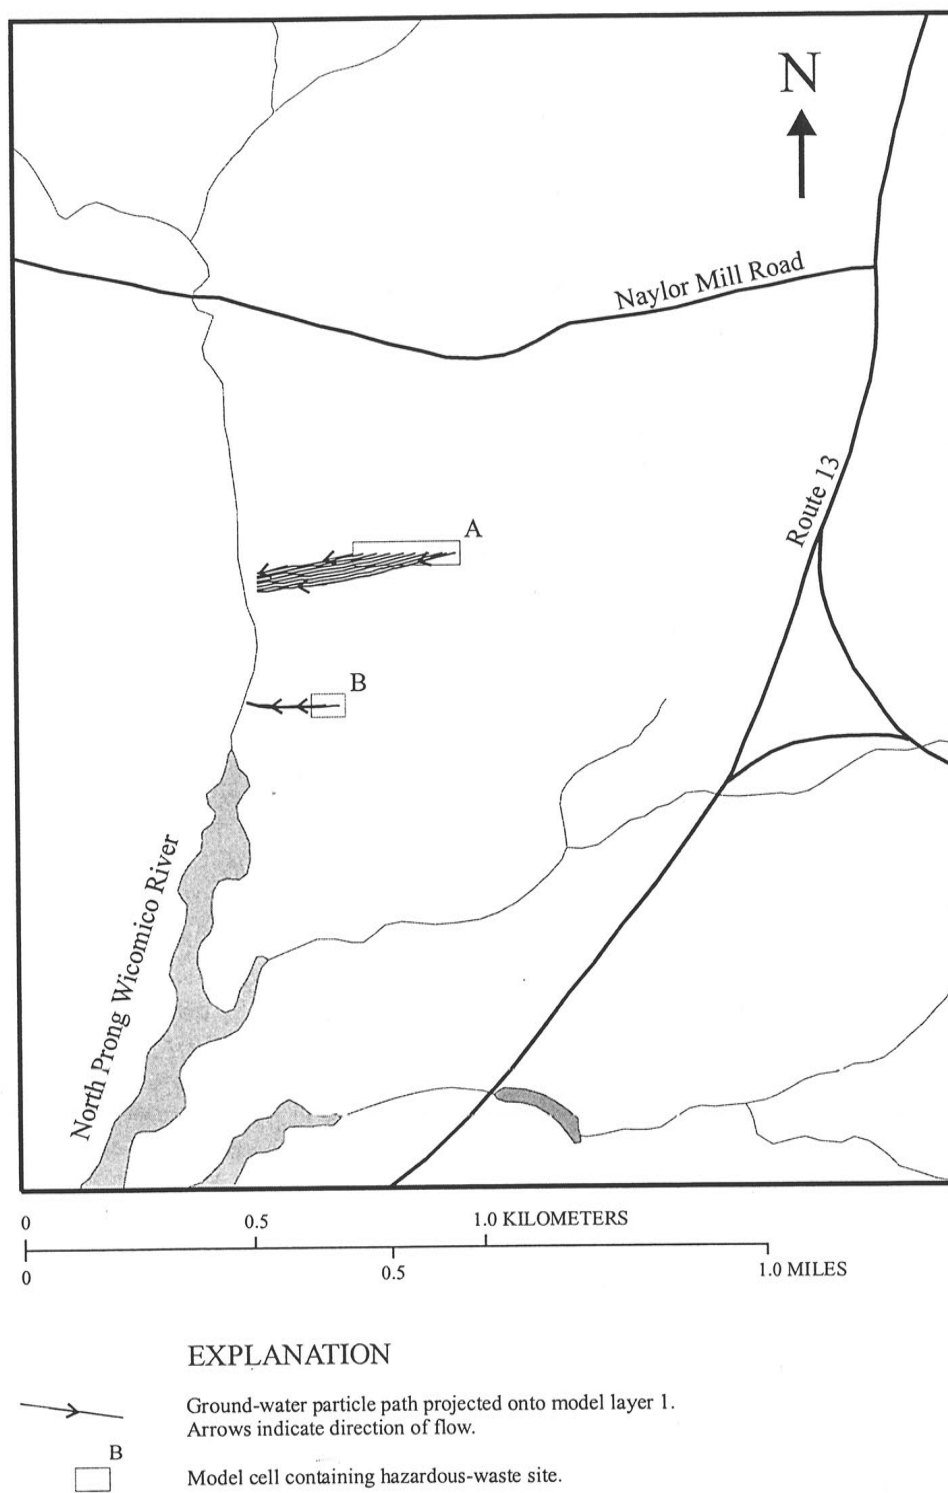 N
Naylor Mill Road
Route 13
A
B
North Prong Wicomico River
0 0.5 1.0 KILOMETERS
0 0.5 1.0 MILES
EXPLANATION
Ground-water particle path projected onto model layer 1.
Arrows indicate direction of flow.
B
Model cell containing hazardous-waste site.